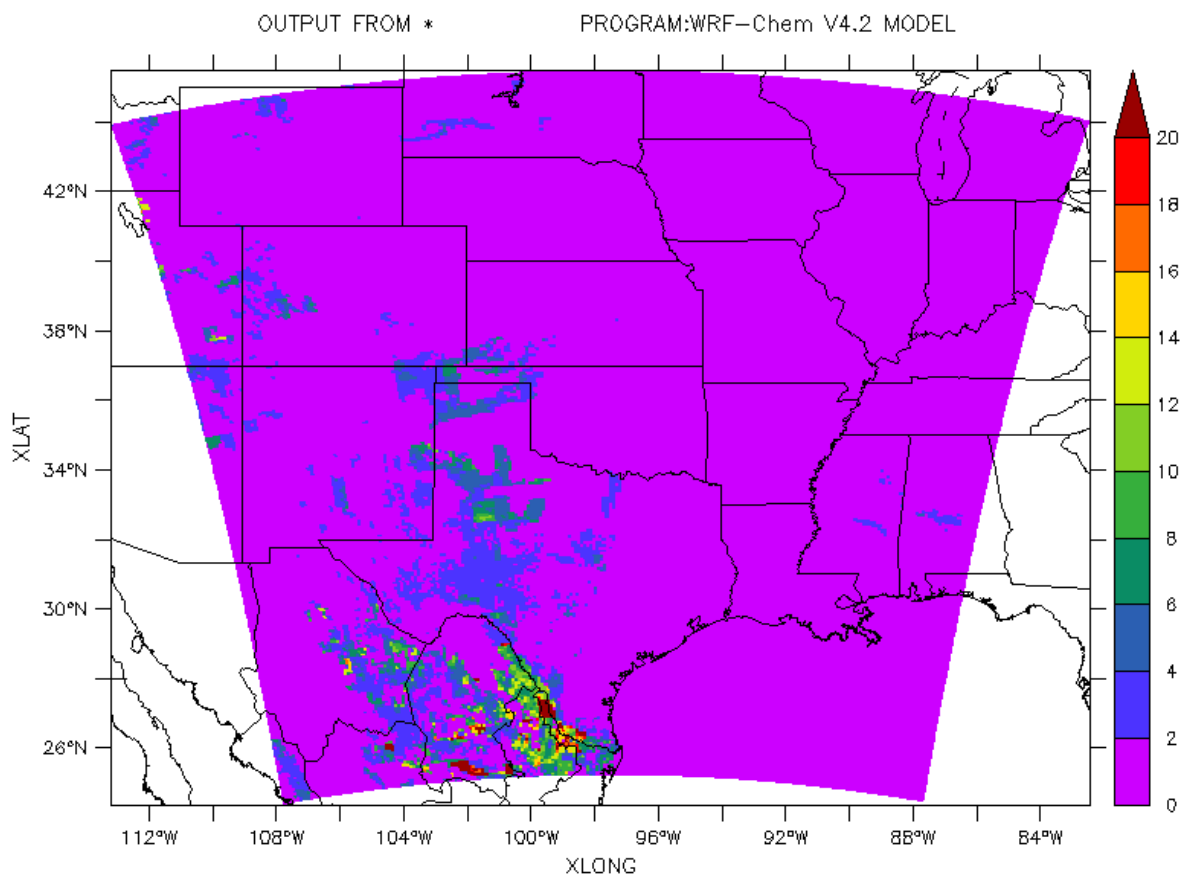 OUTPUT FROM * PROGRAM:WRF-Chem V4.2 MODEL
20
18
16
14
12
10
8
6
4
2
0
42°N
38°N
34°N
30°N
26°N
XLAT
112°W 108°W 104°W 100°W 96°W 92°W 88°W 84°W
XLONG